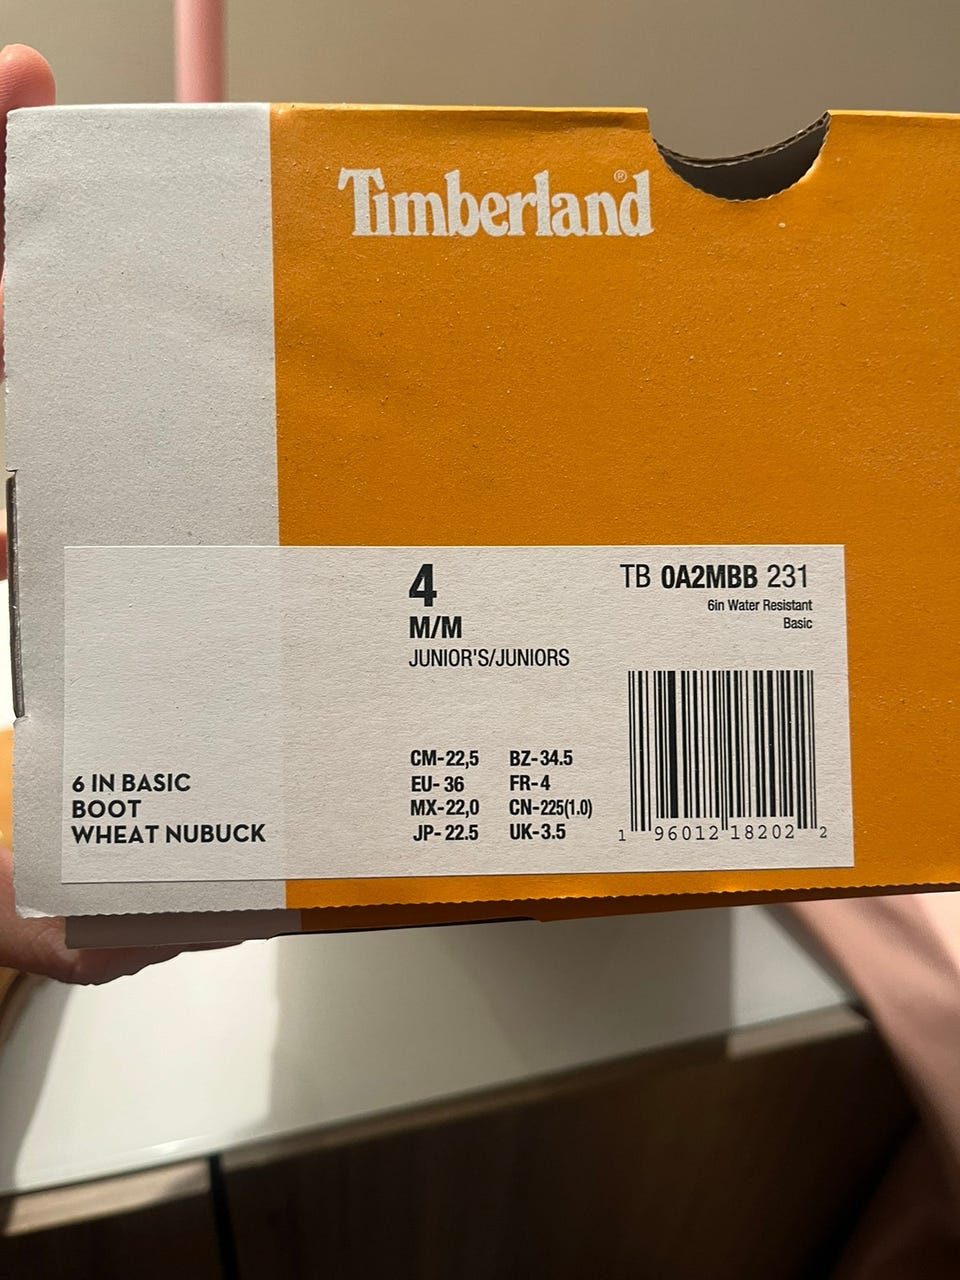 Timberland®
4
M/M
JUNIOR'S/JUNIORS
TB 0A2MBB 231
6in Water Resistant
Basic
6 IN BASIC
BOOT
WHEAT NUBUCK
CM-22,5 BZ-34.5
EU-36 FR-4
MX-22,0 CN-225(1.0)
JP-22.5 UK-3.5
1 96012 18202 2